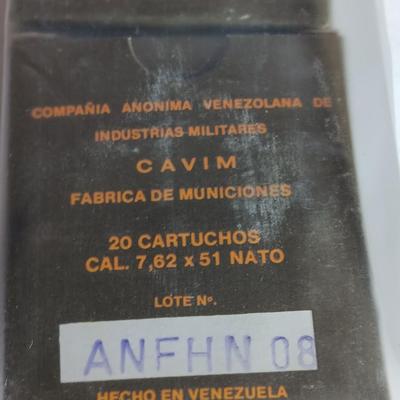 COMPAÑIA ANONIMA VENEZOLANA DE
INDUSTRIAS MILITARES
CAVIM
FABRICA DE MUNICIONES
20 CARTUCHOS
CAL. 7,62 x 51 NATO
LOTE Nº.
ANFHN 08
HECHO EN VENEZUELA